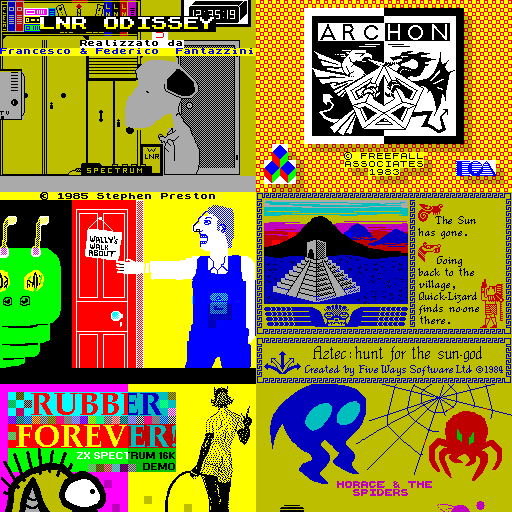 12:35:19
LNR ODISSEY
Realizzato da
Francesco & Federico Fantazzini
TV
W
LNR
SPECTRUM
ARCHON
© FREEFALL
ASSOCIATES
1983
EOA
© 1985 Stephen Preston
WALLY'S
WALK
ABOUT
The Sun
has gone.
Going
back to the
village,
Quick-Lizard
finds no-one
there.
Aztec: hunt for the sun-god
Created by Five Ways Software Ltd ©1984
RUBBER
FOREVER!
ZX SPECTRUM 16K
DEMO
HORACE & THE
SPIDERS